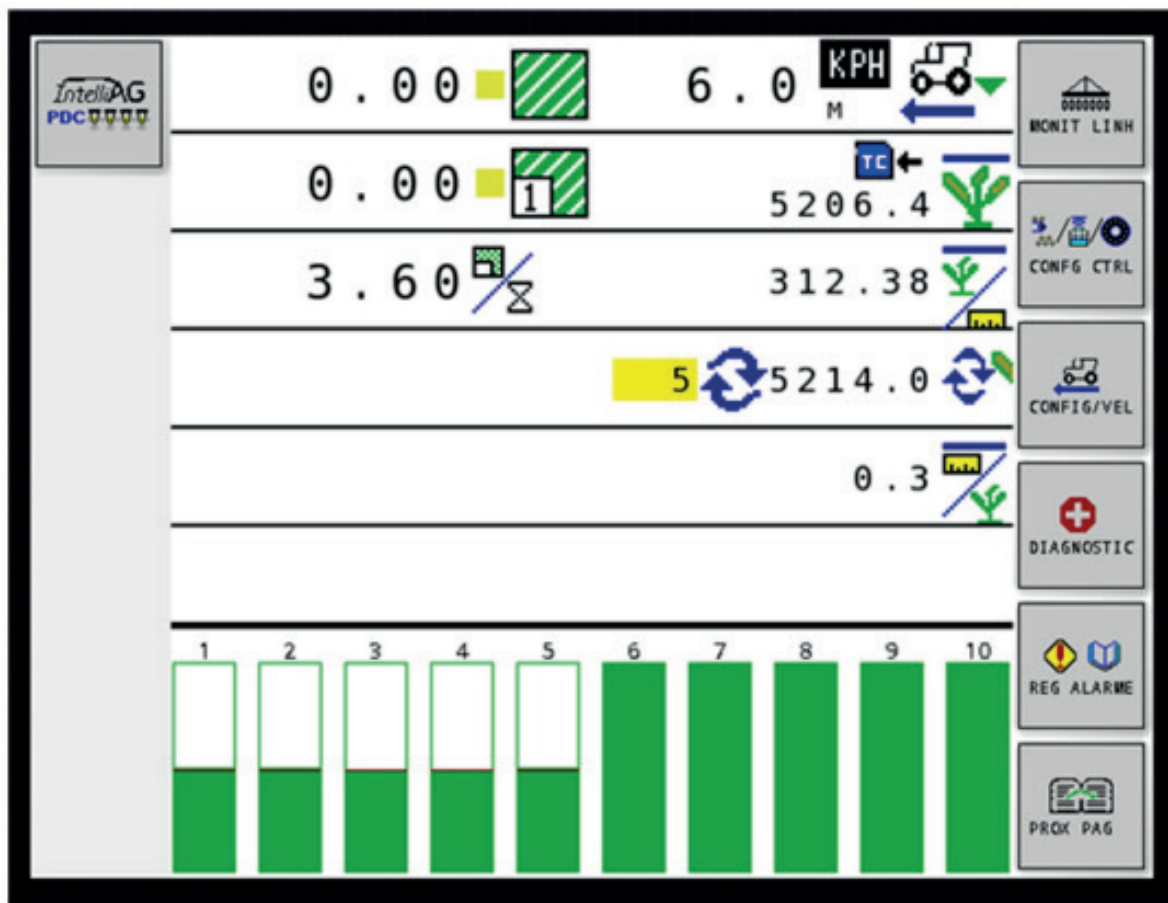 IntelliAG
PDC
0.00
6.0 KPH
M
0.00
1
TC
5206.4
3.60
312.38
5
5214.0
0.3
1 2 3 4 5 6 7 8 9 10
MONIT LINH
CONFG CTRL
CONFIG/VEL
DIAGNOSTIC
REG ALARME
PROX PAG